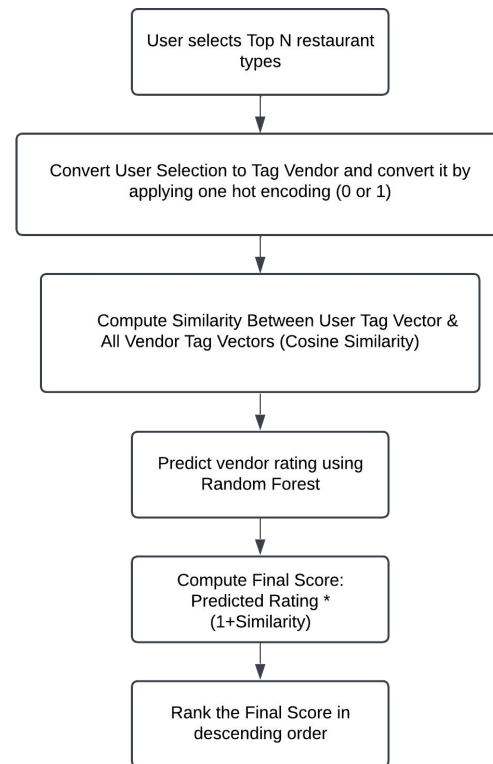 User selects Top N restaurant
types
Convert User Selection to Tag Vendor and convert it by
applying one hot encoding (0 or 1)
Compute Similarity Between User Tag Vector &
All Vendor Tag Vectors (Cosine Similarity)
Predict vendor rating using
Random Forest
Compute Final Score:
Predicted Rating *
(1+Similarity)
Rank the Final Score in
descending order